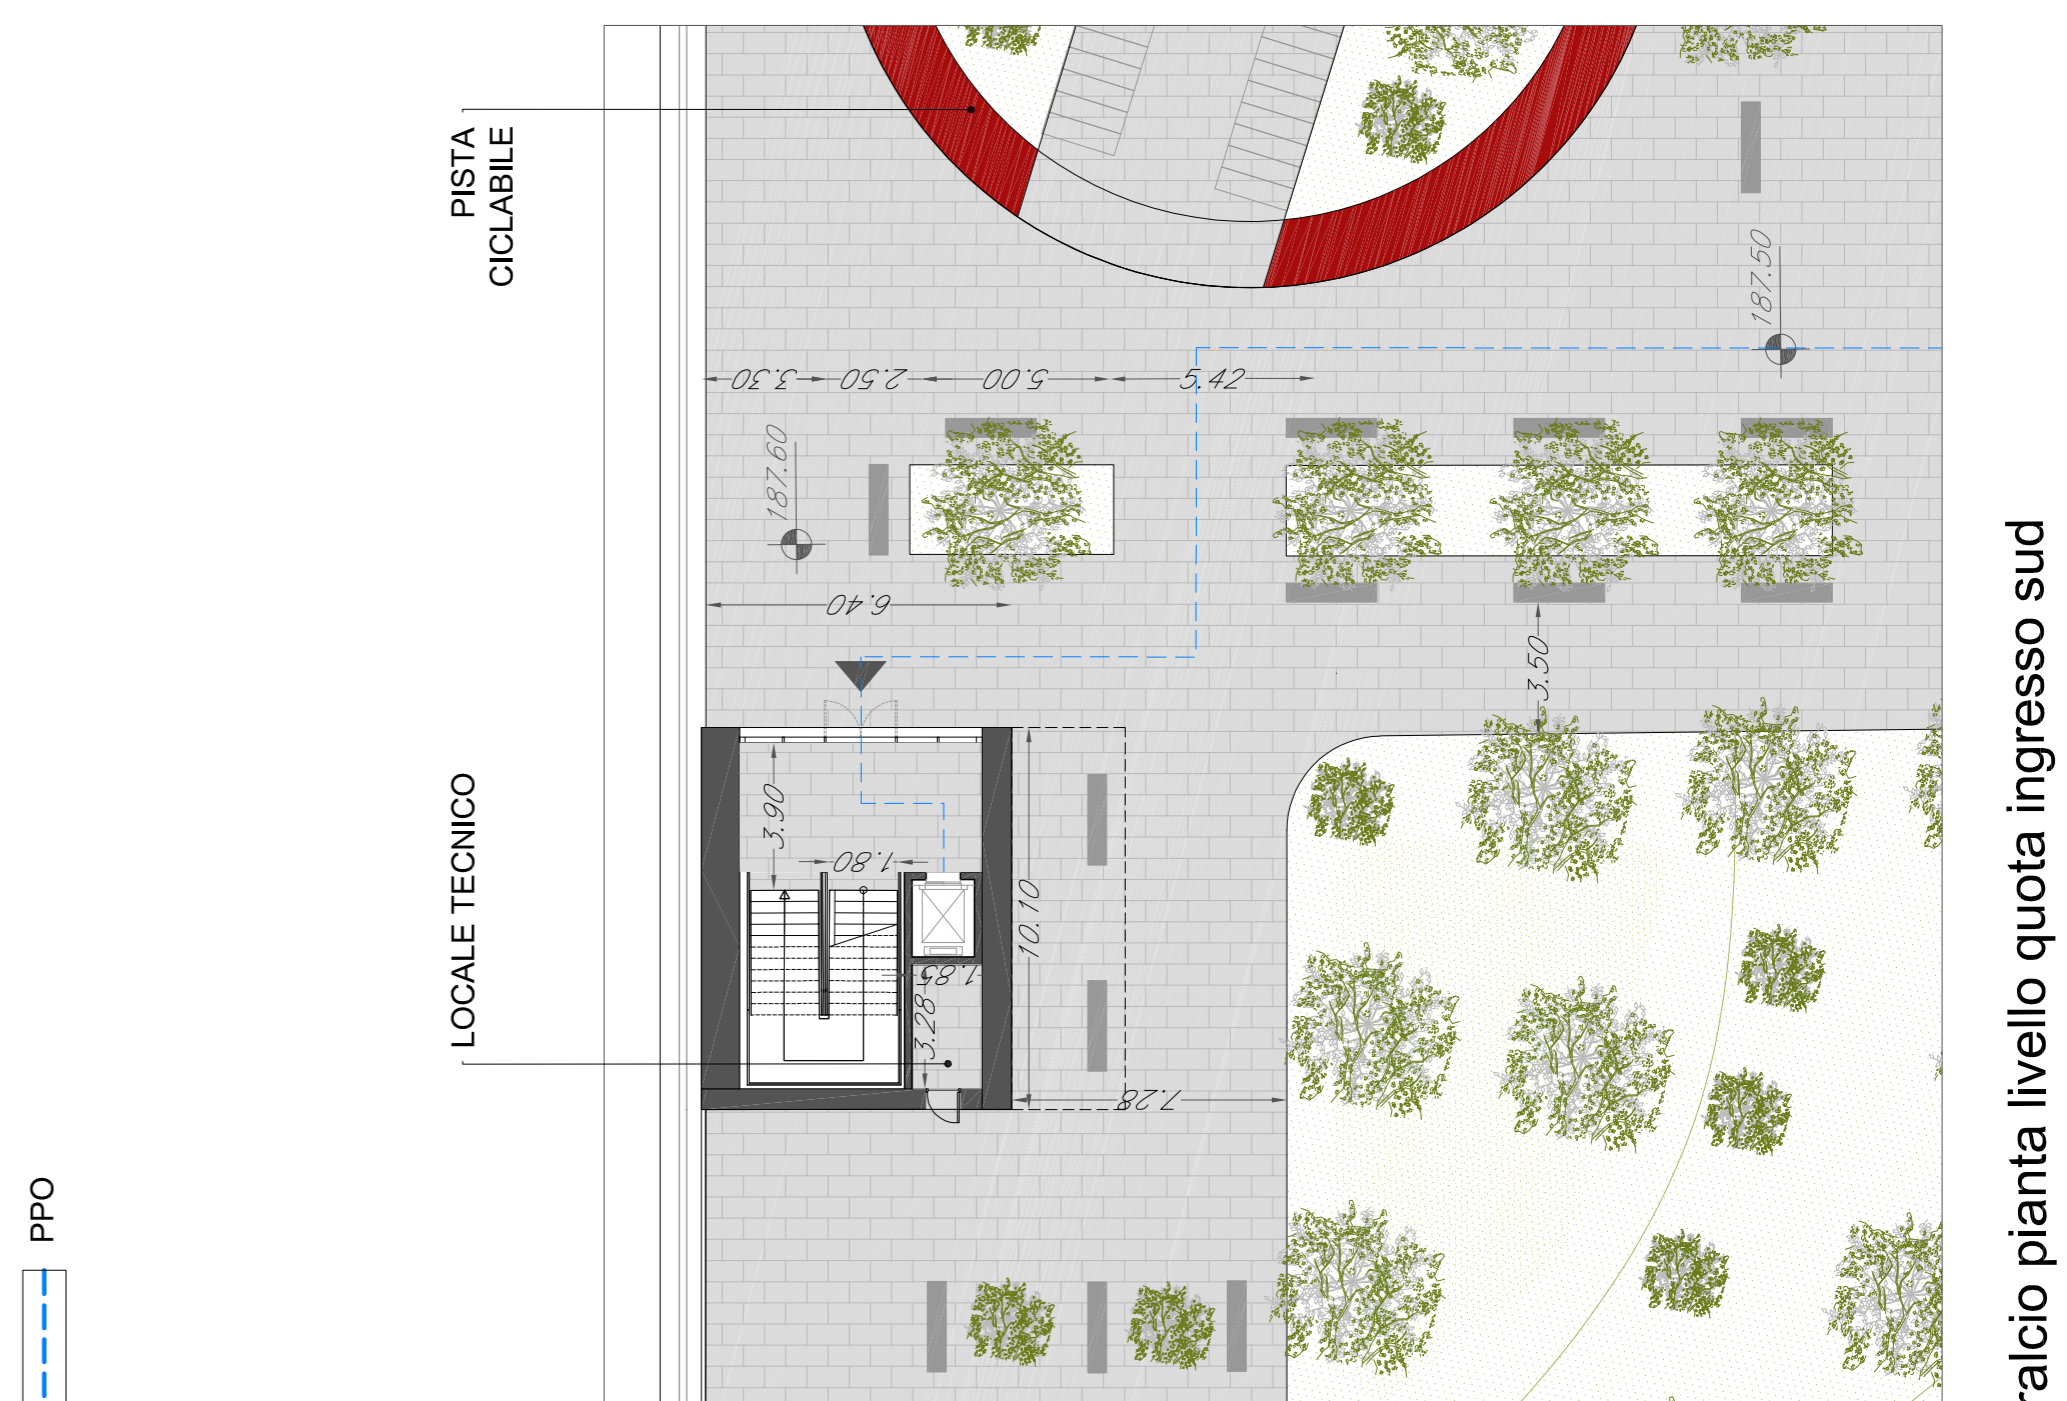 PISTA
CICLABILE
187.50
3.30
2.50
5.00
5.42
187.60
6.40
3.50
LOCALE TECNICO
3.90
1.80
10.10
1.85
3.28
7.28
PPO
ralcio pianta livello quota ingresso sud